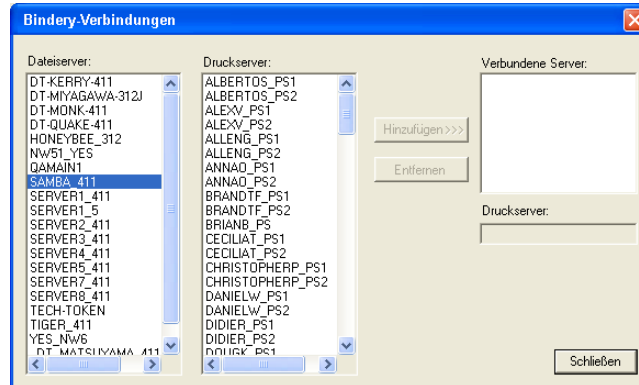 Bindery-Verbindungen
Dateiserver:
DT-KERRY-411
DT-MIYAGAWA-312J
DT-MONK-411
DT-QUAKE-411
HONEYBEE_312
NW51_YES
QAMAIN1
SAMBA_411
SERVER1_411
SERVER1_5
SERVER2_411
SERVER3_411
SERVER4_411
SERVER5_411
SERVER7_411
SERVER8_411
TECH-TOKEN
TIGER_411
YES_NW6
_DT_MATSUYAMA_411
Druckserver:
ALBERTOS_PS1
ALBERTOS_PS2
ALEXV_PS1
ALEXV_PS2
ALLENG_PS1
ALLENG_PS2
ANNAO_PS1
ANNAO_PS2
BRANDTF_PS1
BRANDTF_PS2
BRIANB_PS
CECILIAT_PS1
CECILIAT_PS2
CHRISTOPHERP_PS1
CHRISTOPHERP_PS2
DANIELW_PS1
DANIELW_PS2
DIDIER_PS1
DIDIER_PS2
DOUGK_PS1
Hinzufügen>>>
Entfernen
Verbundene Server:
Druckserver:
Schließen